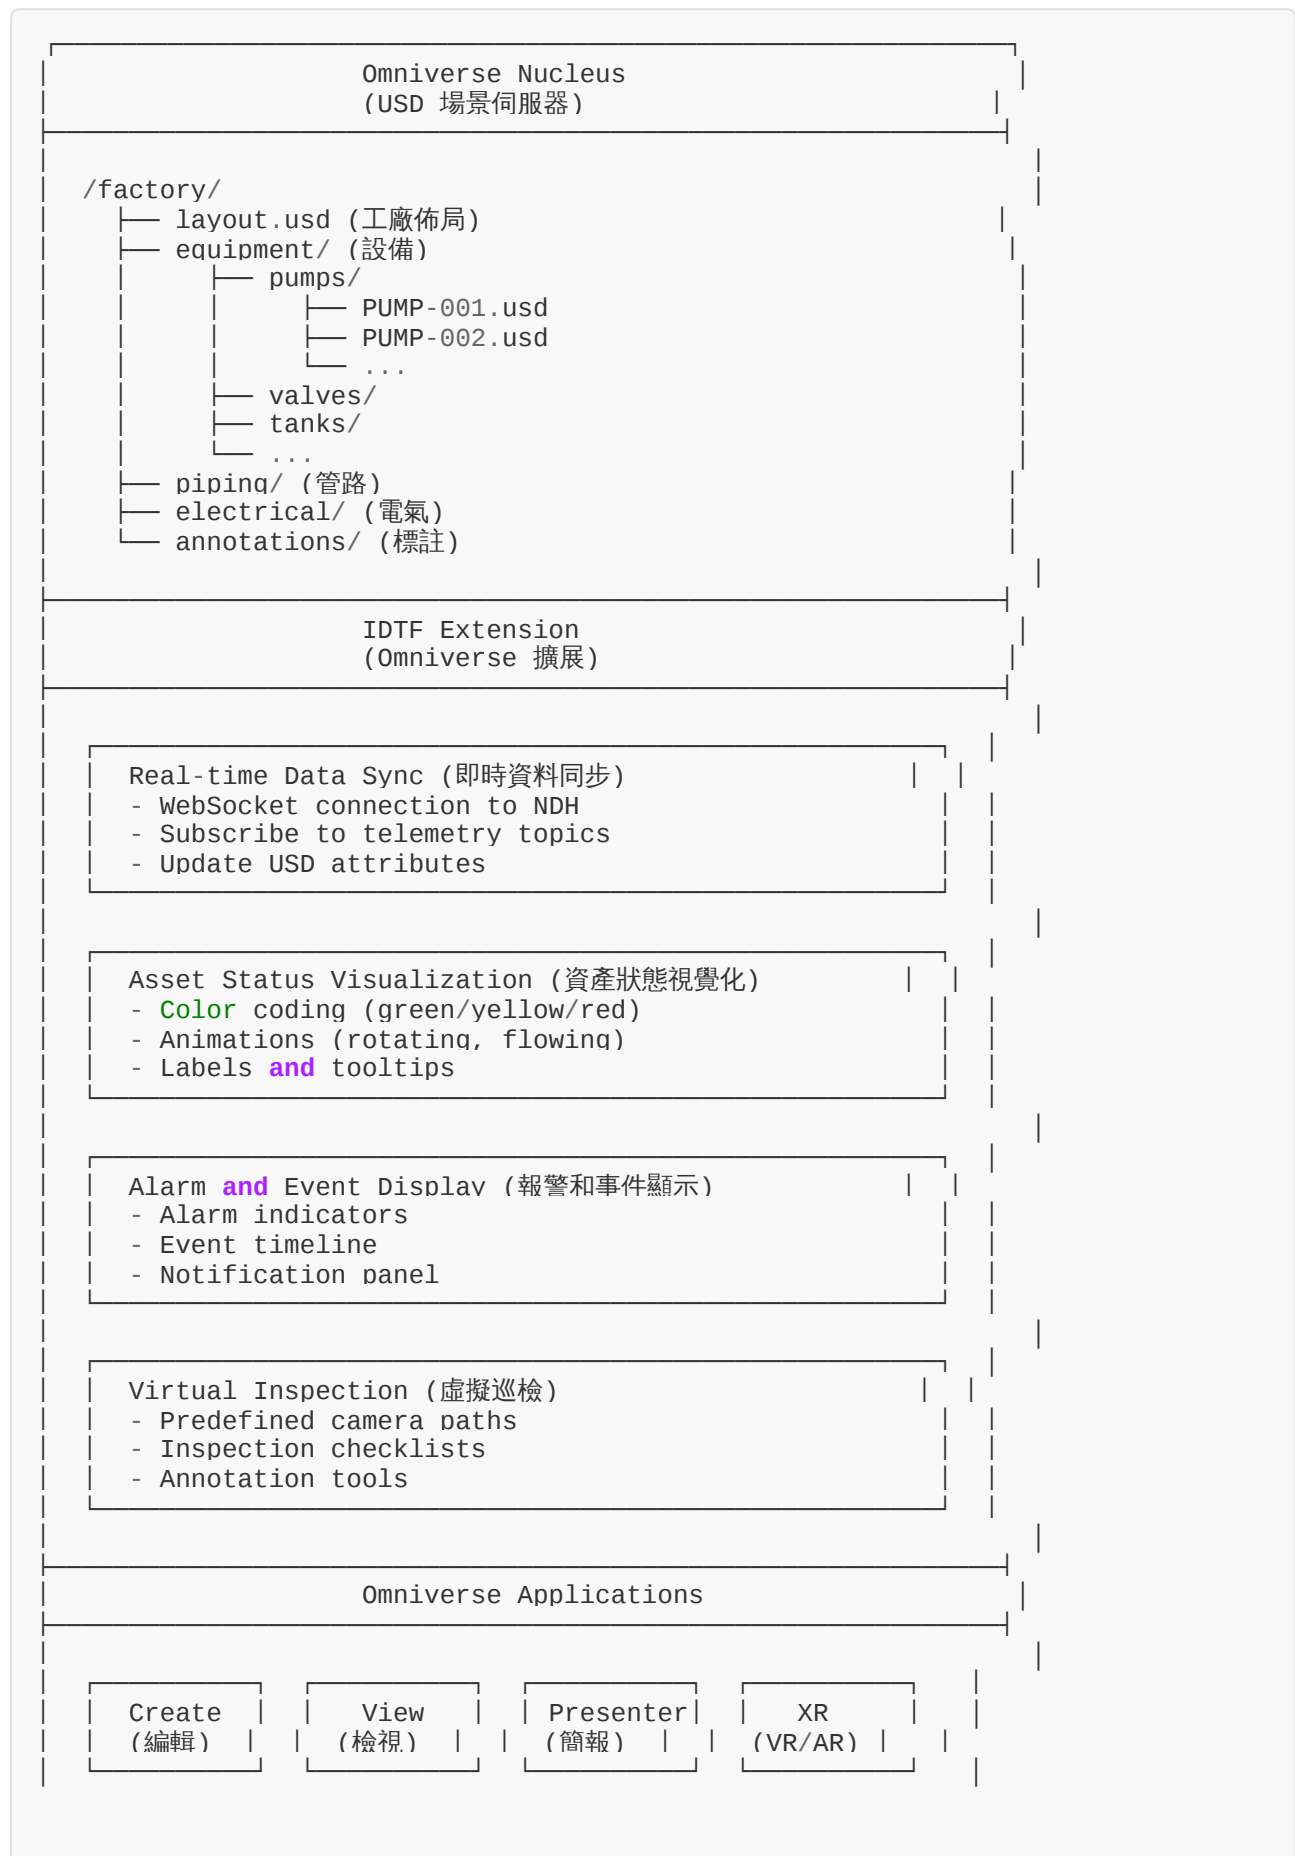 Omniverse Nucleus
(USD 場景伺服器)
/factory/
├── layout.usd (工廠佈局)
├── equipment/ (設備)
│ ├── pumps/
│ │ ├── PUMP-001.usd
│ │ ├── PUMP-002.usd
│ │ └── ...
│ ├── valves/
│ ├── tanks/
│ └── ...
├── piping/ (管路)
├── electrical/ (電氣)
└── annotations/ (標註)
IDTF Extension
(Omniverse 擴展)
Real-time Data Sync (即時資料同步)
- WebSocket connection to NDH
- Subscribe to telemetry topics
- Update USD attributes
Asset Status Visualization (資產狀態視覺化)
- Color coding (green/yellow/red)
- Animations (rotating, flowing)
- Labels and tooltips
Alarm and Event Display (報警和事件顯示)
- Alarm indicators
- Event timeline
- Notification panel
Virtual Inspection (虛擬巡檢)
- Predefined camera paths
- Inspection checklists
- Annotation tools
Omniverse Applications
Create View Presenter XR
(編輯) (檢視) (簡報) (VR/AR)